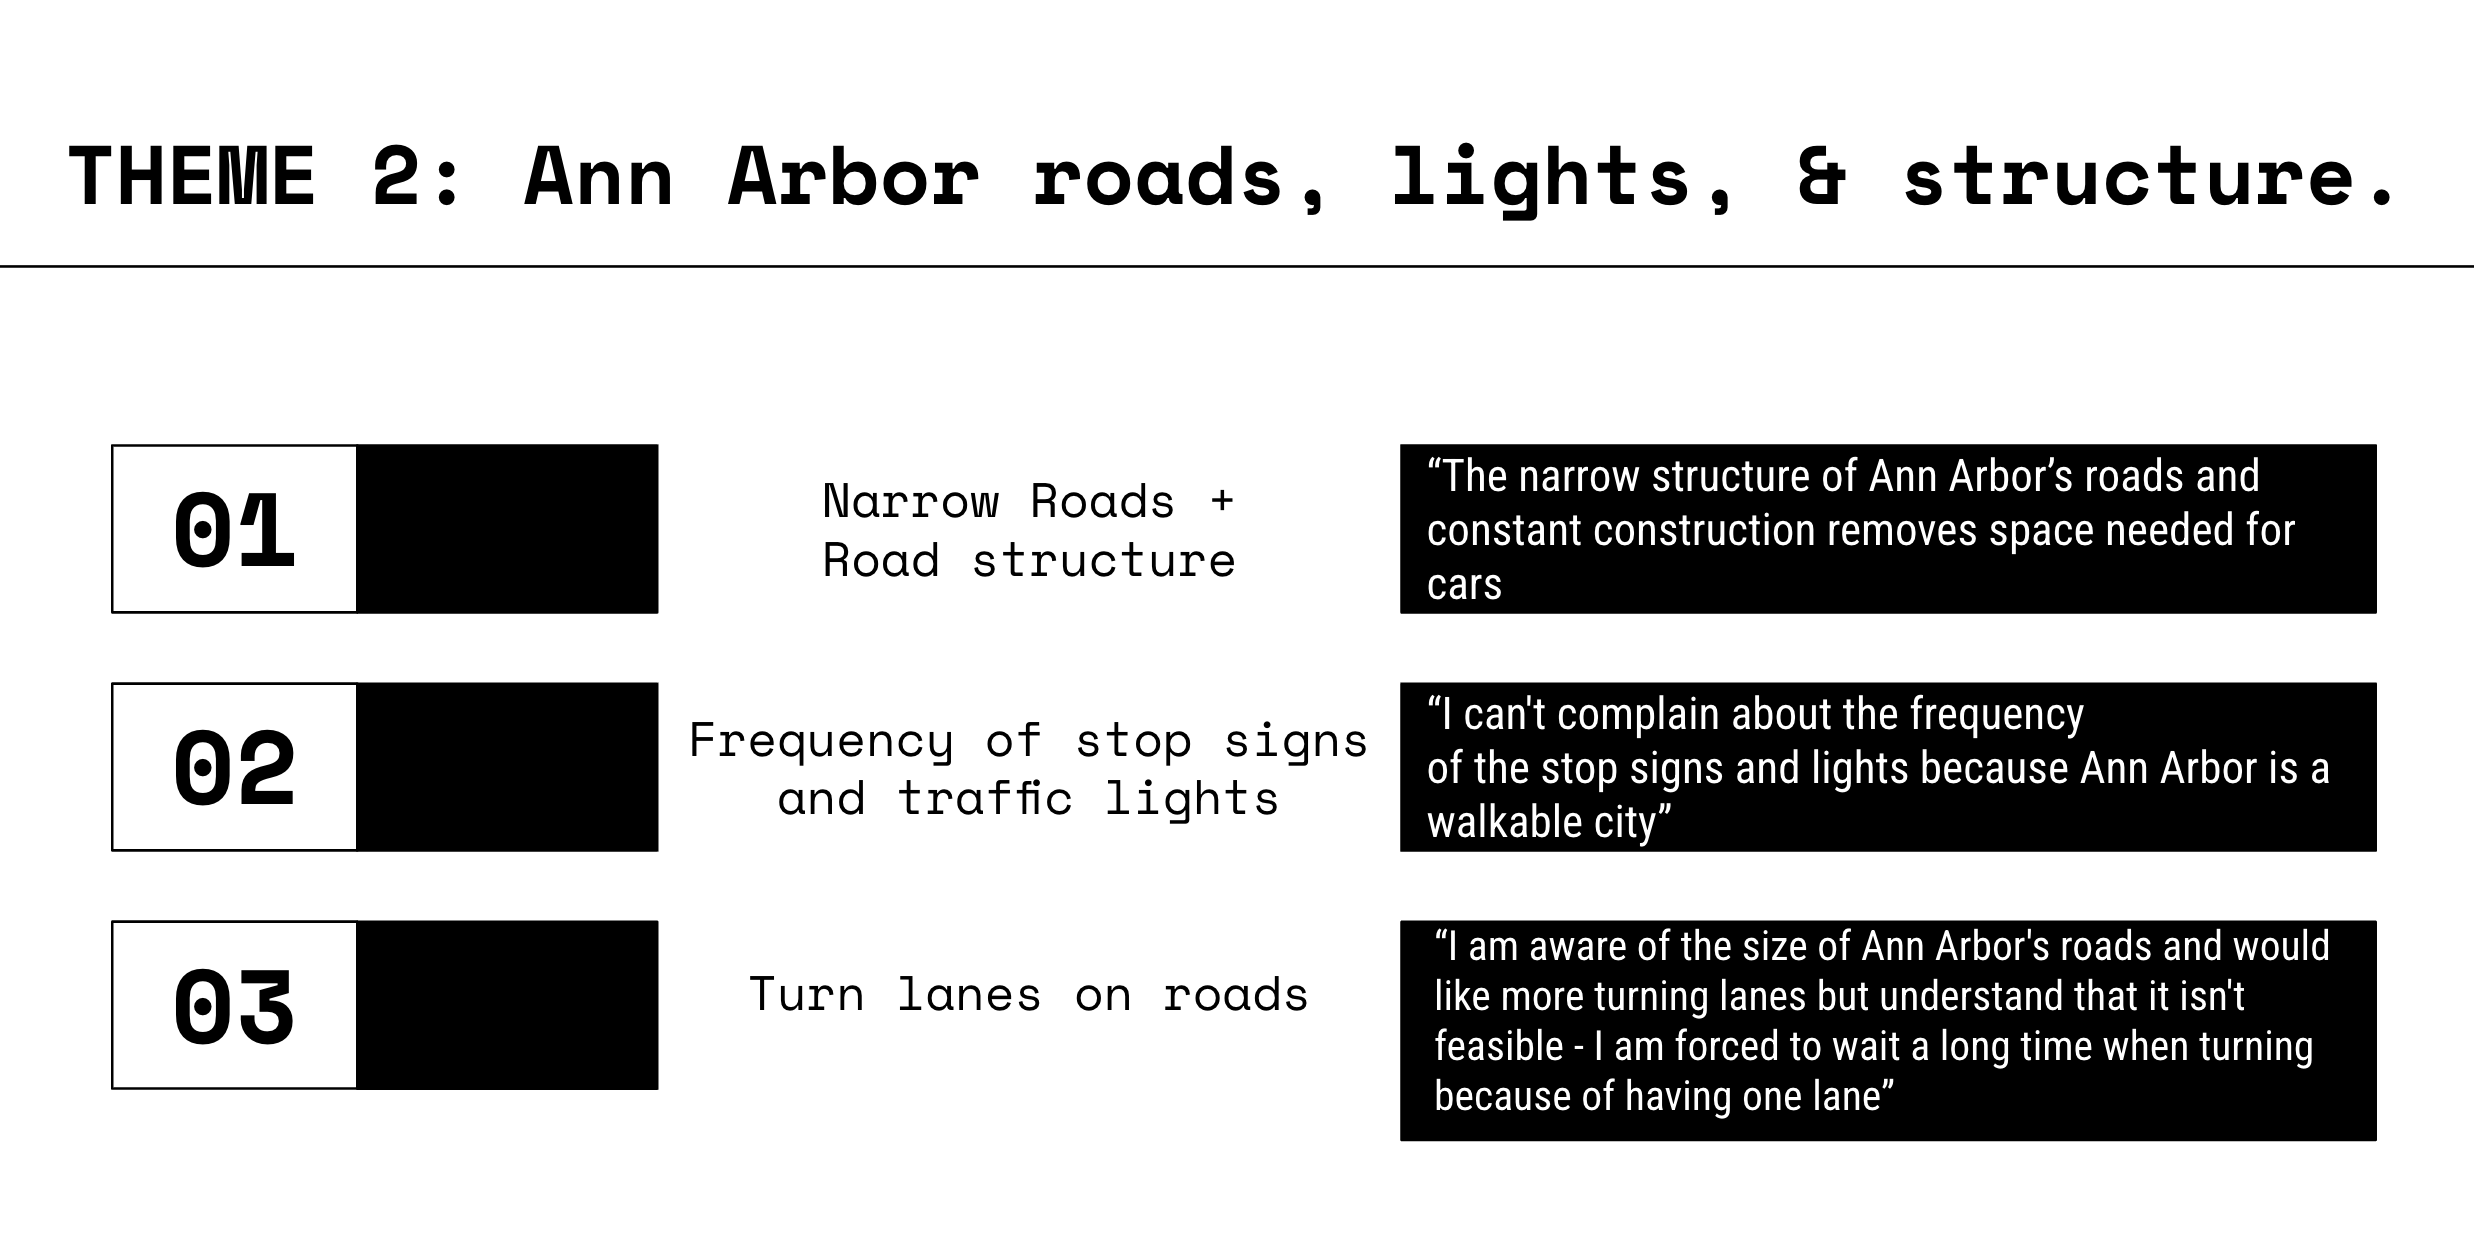 THEME 2: Ann Arbor roads, lights, & structure.
01
Narrow Roads +
Road structure
“The narrow structure of Ann Arbor’s roads and
constant construction removes space needed for
cars
02
Frequency of stop signs
and traffic lights
“I can't complain about the frequency
of the stop signs and lights because Ann Arbor is a
walkable city”
03
Turn lanes on roads
“I am aware of the size of Ann Arbor's roads and would
like more turning lanes but understand that it isn't
feasible - I am forced to wait a long time when turning
because of having one lane”